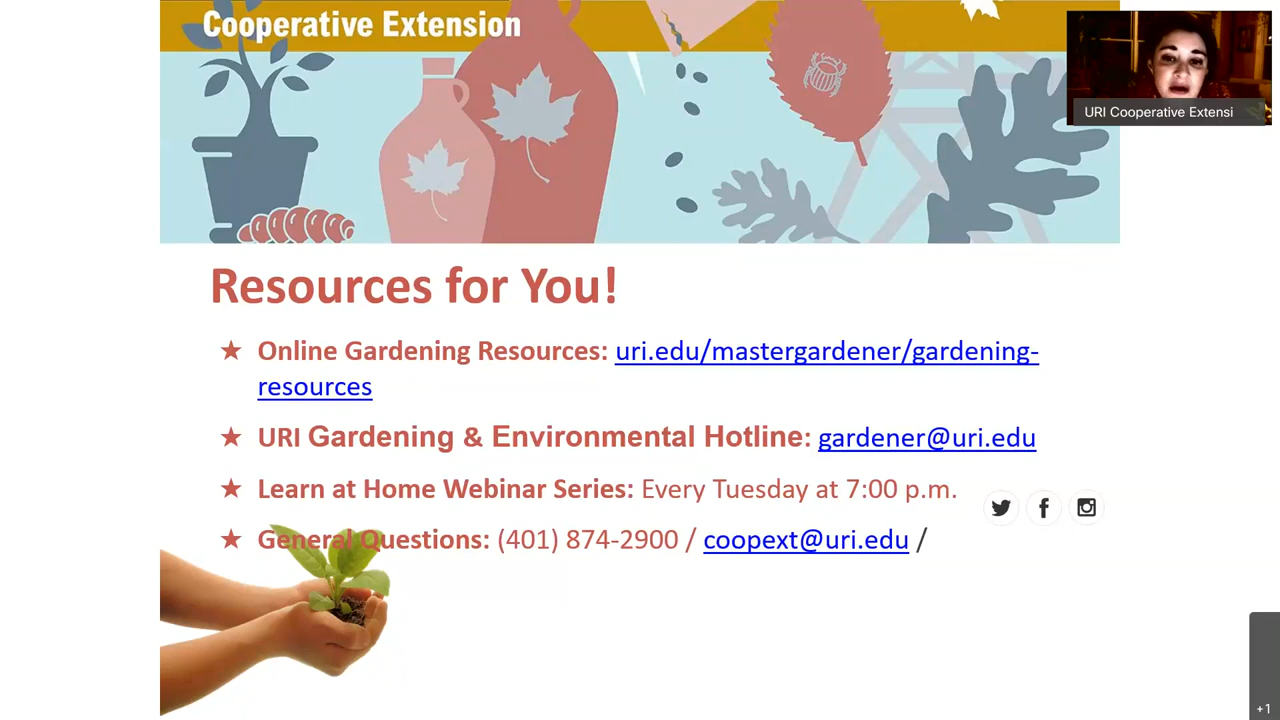 Cooperative Extension
URI Cooperative Extensi
Resources for You!
★ Online Gardening Resources: uri.edu/mastergardener/gardening-
resources
★ URI Gardening & Environmental Hotline: gardener@uri.edu
★ Learn at Home Webinar Series: Every Tuesday at 7:00 p.m.
★ General Questions: (401) 874-2900 / coopext@uri.edu /
+1